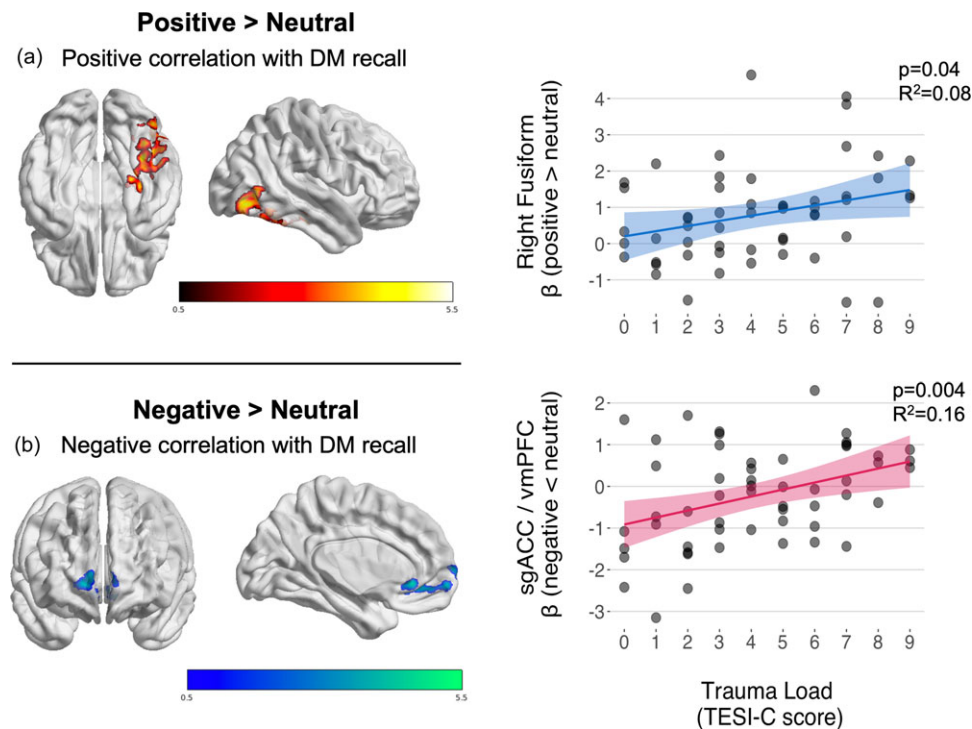 Positive > Neutral
(a) Positive correlation with DM recall
0.5
5.5
Right Fusiform
β (positive > neutral)
4
3
2
1
0
-1
p=0.04
R²=0.08
0 1 2 3 4 5 6 7 8 9
Negative > Neutral
(b) Negative correlation with DM recall
0.5
5.5
sgACC / vmPFC
β (negative < neutral)
2
1
0
-1
-2
-3
p=0.004
R²=0.16
0 1 2 3 4 5 6 7 8 9
Trauma Load
(TESI-C score)